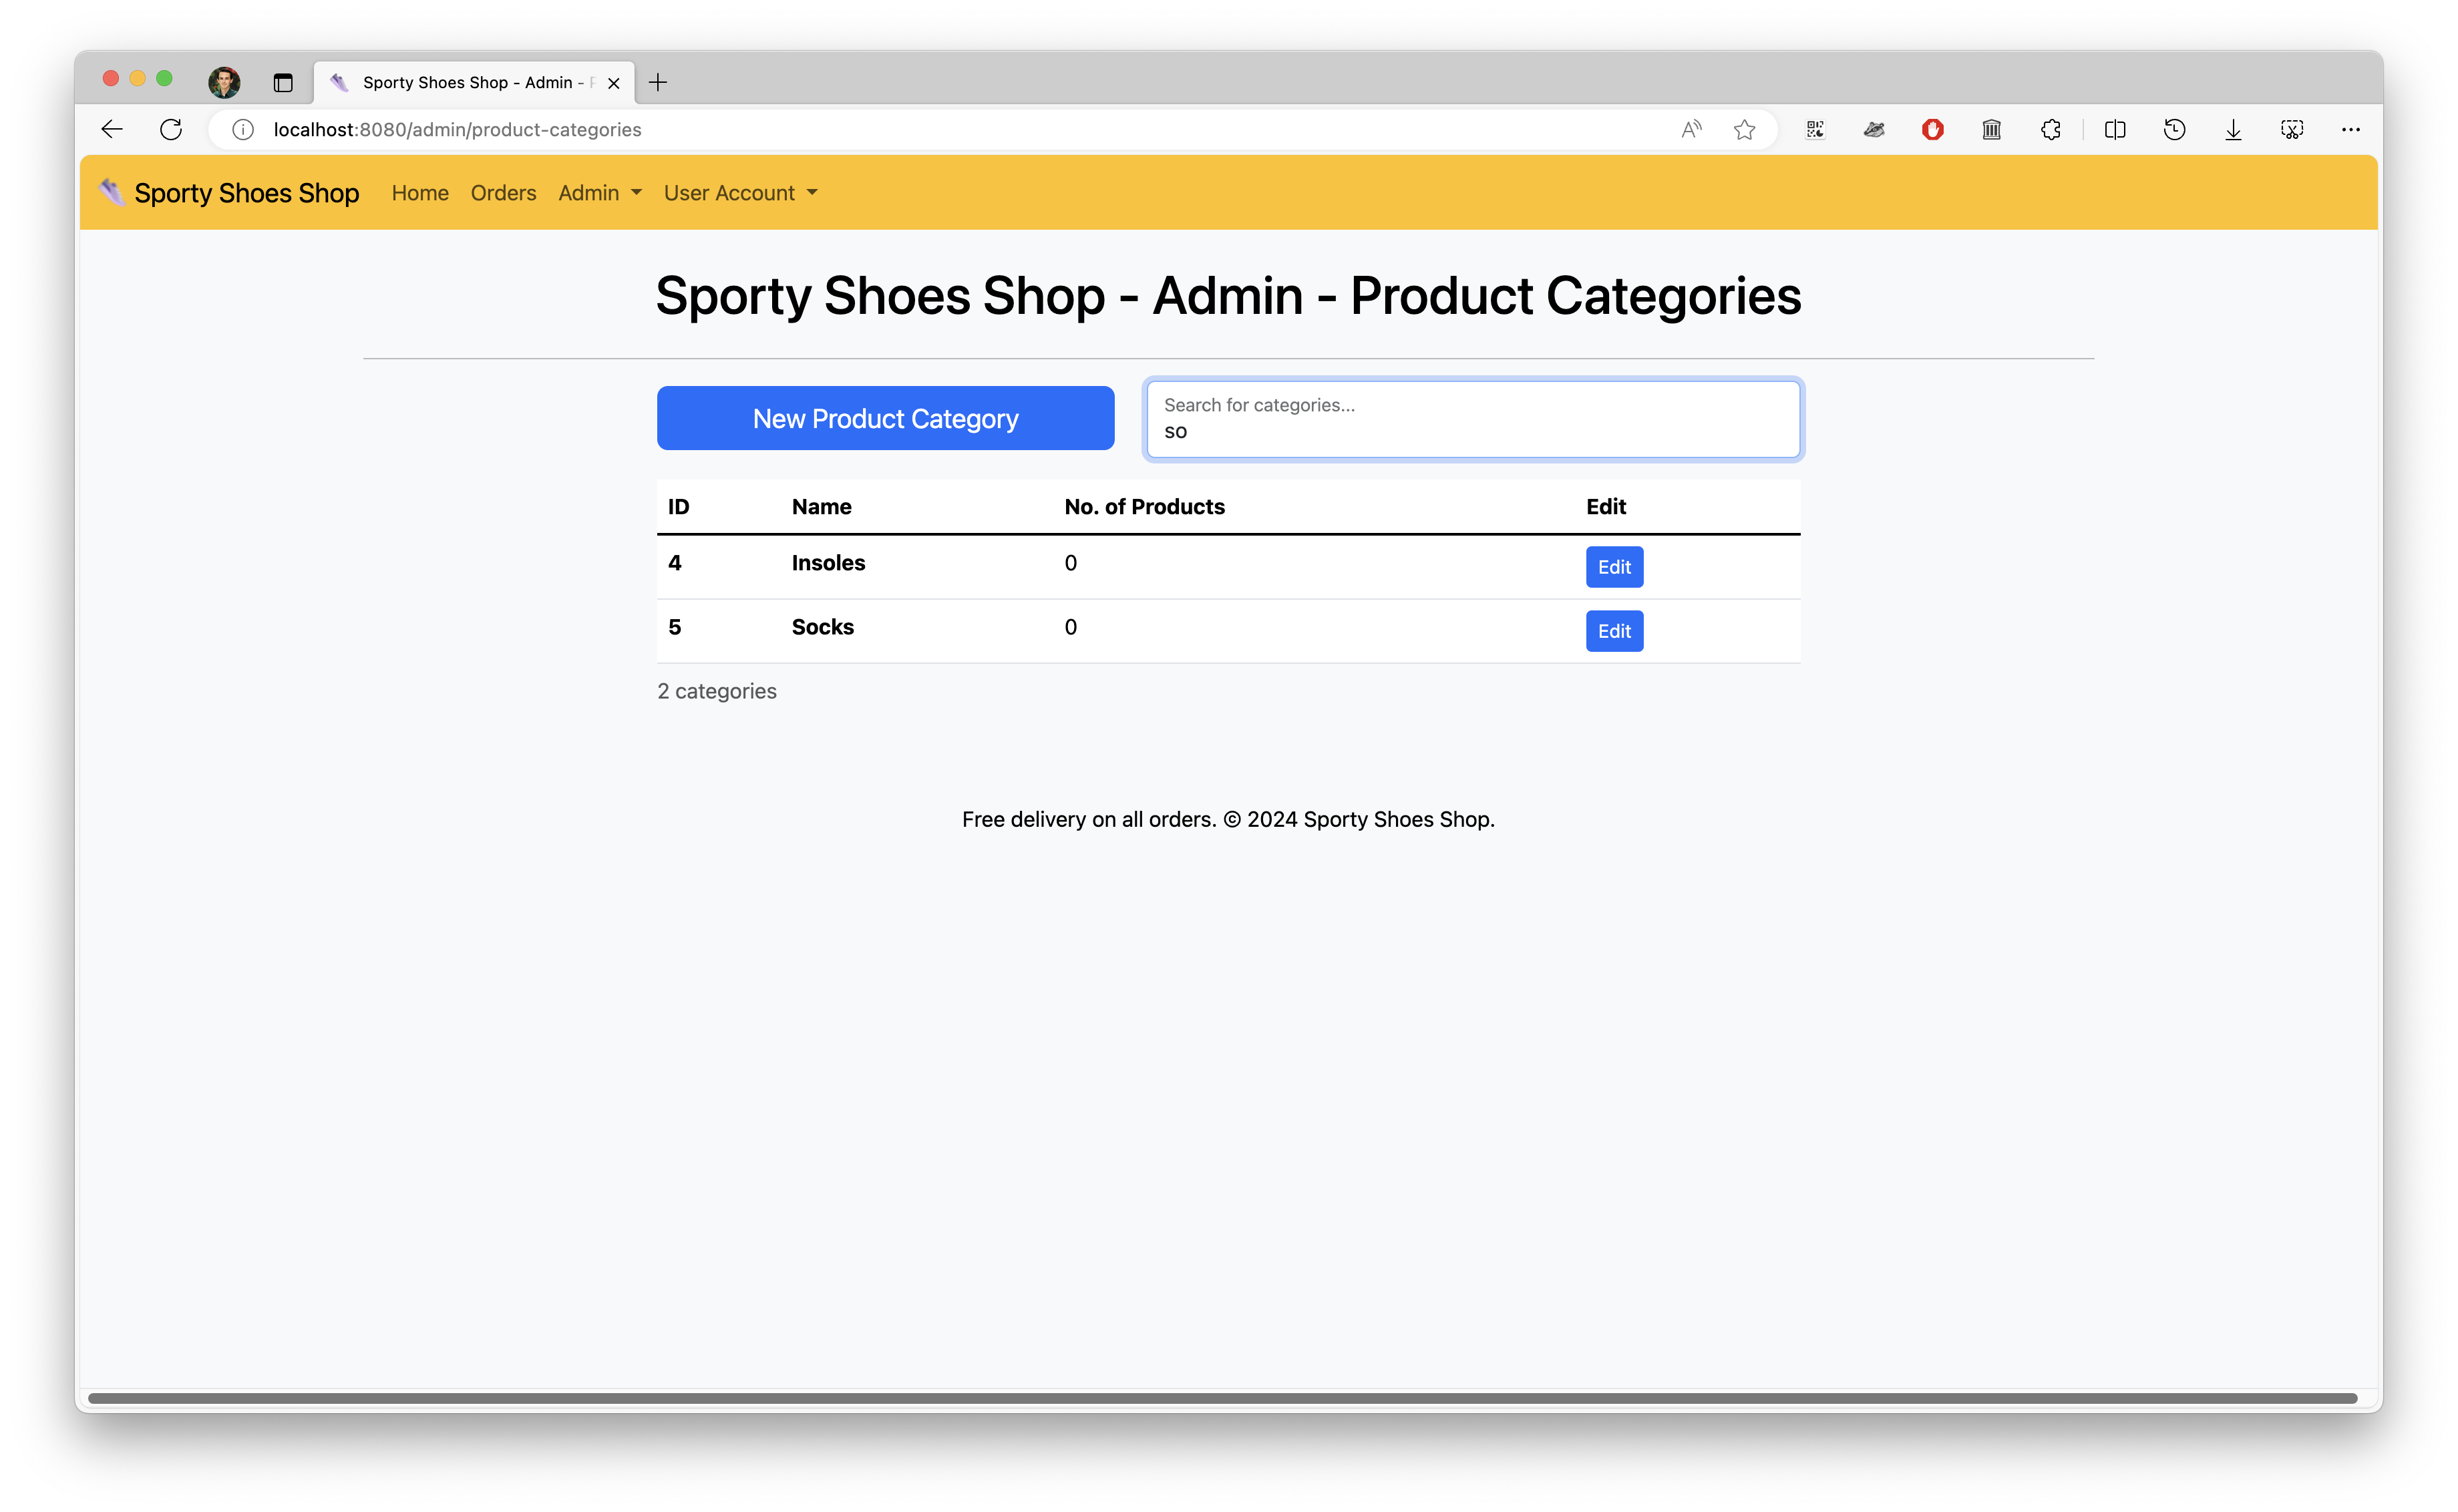 Sporty Shoes Shop - Admin -
localhost:8080/admin/product-categories
Sporty Shoes Shop Home Orders Admin User Account
Sporty Shoes Shop - Admin - Product Categories
New Product Category
Search for categories...
so
ID Name No. of Products Edit
4 Insoles 0 Edit
5 Socks 0 Edit
2 categories
Free delivery on all orders. © 2024 Sporty Shoes Shop.